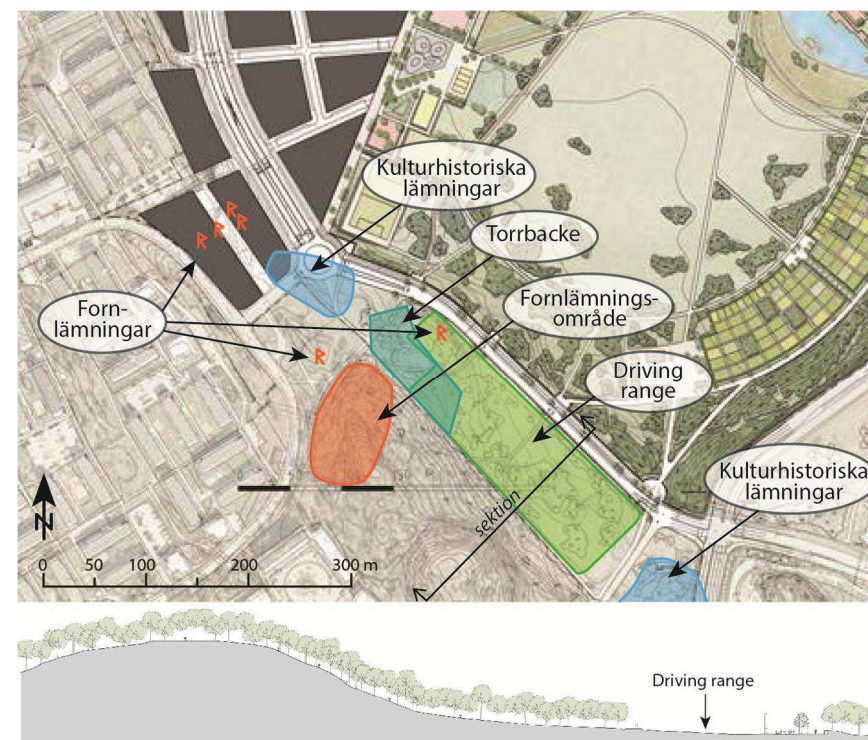 Kulturhistoriska
lämningar
Torrbacke
Fornlämnings-
område
Forn-
lämningar
Driving
range
Kulturhistoriska
lämningar
sektion
N
0 50 100 200 300 m
Driving range